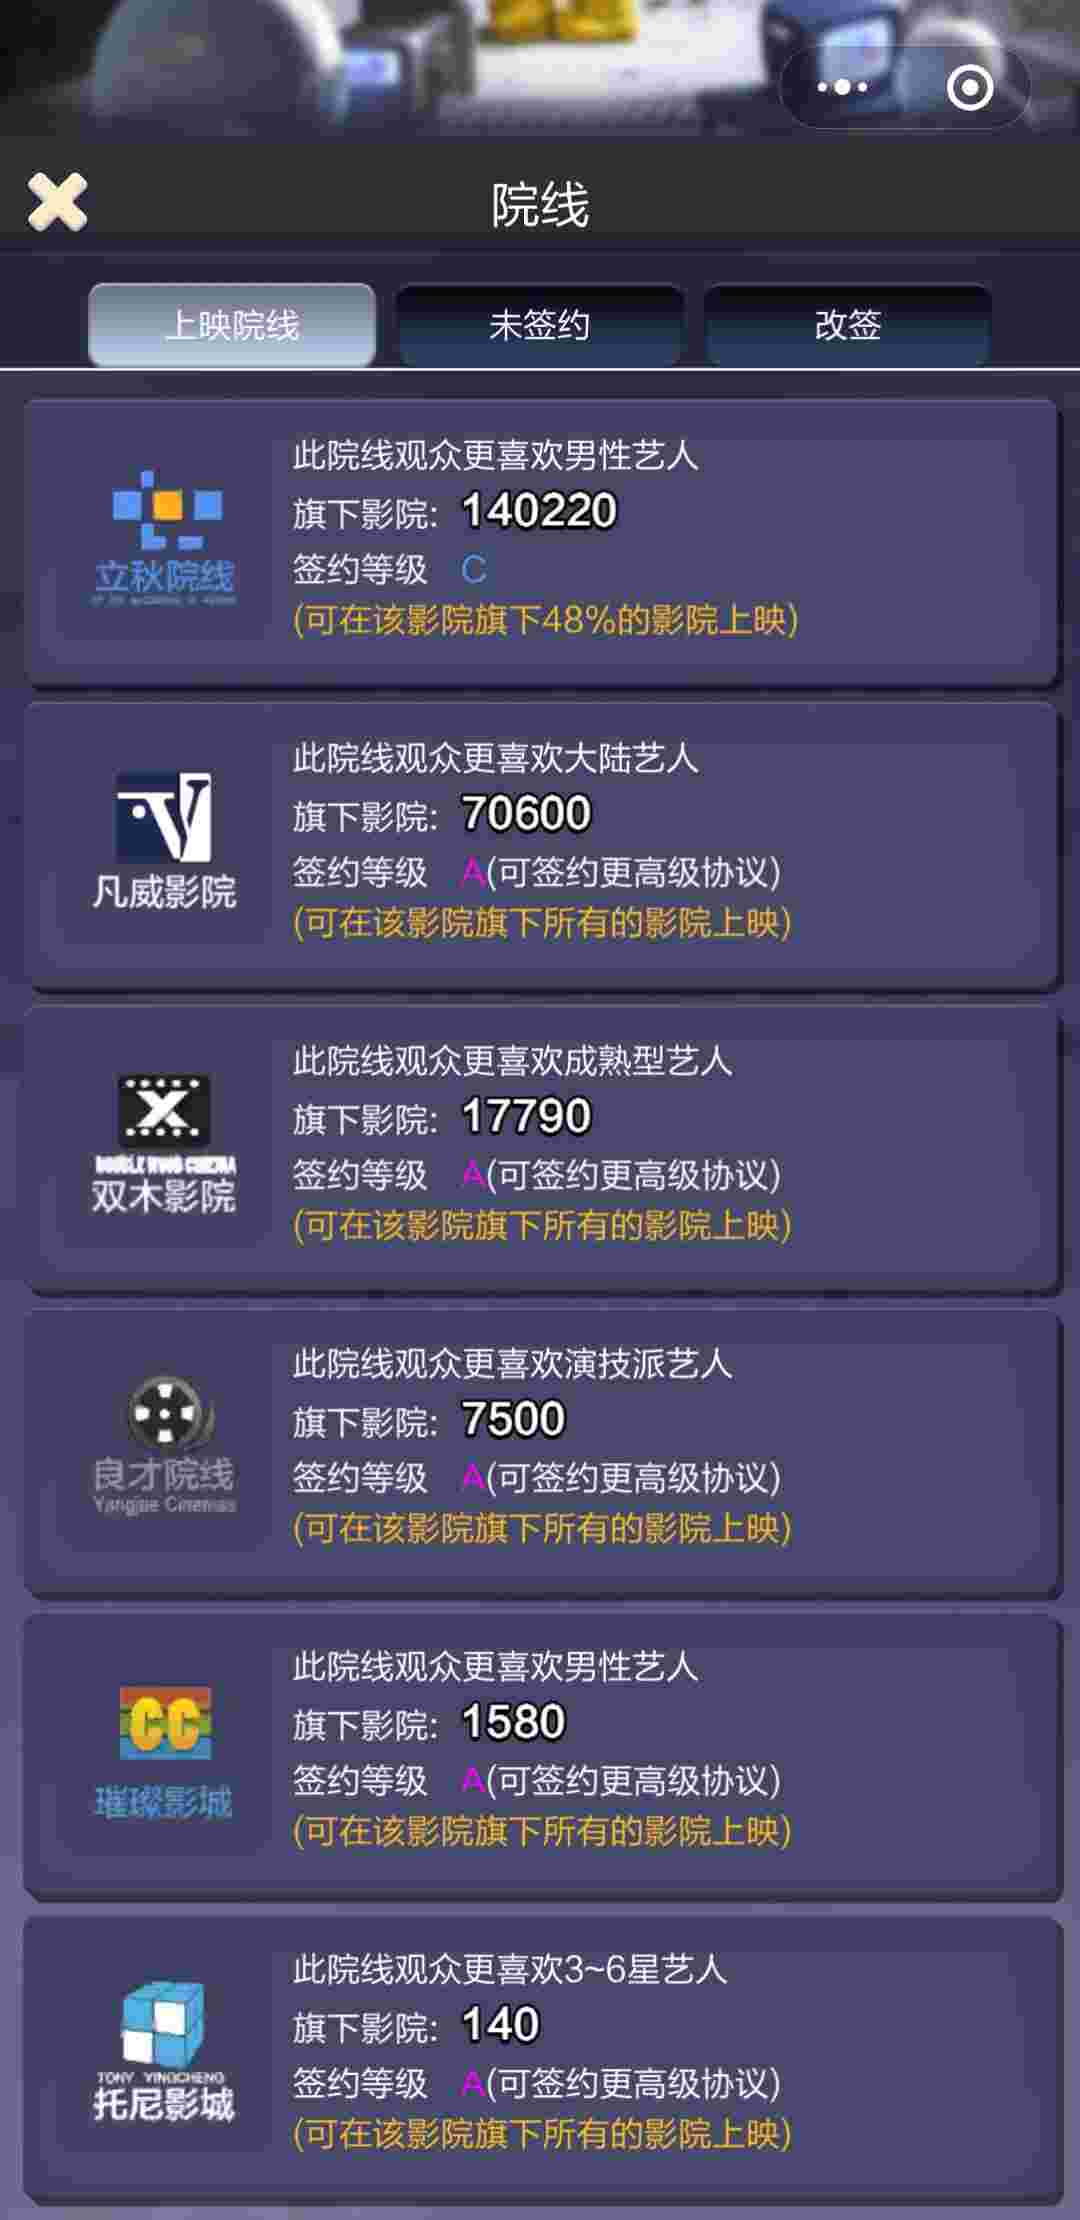 院线
上映院线
未签约
改签
此院线观众更喜欢男性艺人
旗下影院: 140220
签约等级 C
(可在该影院旗下48%的影院上映)
立秋院线
此院线观众更喜欢大陆艺人
旗下影院: 70600
签约等级 A(可签约更高级协议)
(可在该影院旗下所有的影院上映)
凡威影院
此院线观众更喜欢成熟型艺人
旗下影院: 17790
签约等级 A(可签约更高级协议)
(可在该影院旗下所有的影院上映)
DOUBLE WOOD CINEMA
双木影院
此院线观众更喜欢演技派艺人
旗下影院: 7500
签约等级 A(可签约更高级协议)
(可在该影院旗下所有的影院上映)
良才院线
Cinemas
此院线观众更喜欢男性艺人
旗下影院: 1580
签约等级 A(可签约更高级协议)
(可在该影院旗下所有的影院上映)
CC
璀璨影城
此院线观众更喜欢3~6星艺人
旗下影院: 140
签约等级 A(可签约更高级协议)
(可在该影院旗下所有的影院上映)
TONY YINGCHENG
托尼影城